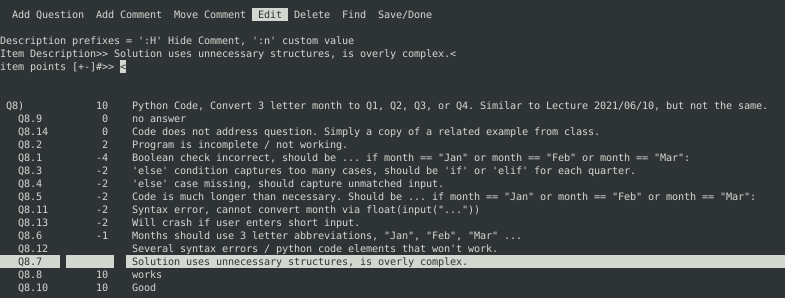 Add Question  Add Comment  Move Comment  Edit  Delete  Find  Save/Done
Description prefixes = ':H' Hide Comment, ':n' custom value
Item Description>> Solution uses unnecessary structures, is overly complex.<
item points [+-]#>> <
Q8) 10 Python Code, Convert 3 letter month to Q1, Q2, Q3, or Q4. Similar to Lecture 2021/06/10, but not the same.
Q8.9 0 no answer
Q8.14 0 Code does not address question. Simply a copy of a related example from class.
Q8.2 2 Program is incomplete / not working.
Q8.1 -4 Boolean check incorrect, should be ... if month == "Jan" or month == "Feb" or month == "Mar":
Q8.3 -2 'else' condition captures too many cases, should be 'if' or 'elif' for each quarter.
Q8.4 -2 'else' case missing, should capture unmatched input.
Q8.5 -2 Code is much longer than necessary. Should be ... if month == "Jan" or month == "Feb" or month == "Mar":
Q8.11 -2 Syntax error, cannot convert month via float(input("..."))
Q8.13 -2 Will crash if user enters short input.
Q8.6 -1 Months should use 3 letter abbreviations, "Jan", "Feb", "Mar" ...
Q8.12 Several syntax errors / python code elements that won't work.
Q8.7 Solution uses unnecessary structures, is overly complex.
Q8.8 10 works
Q8.10 10 Good